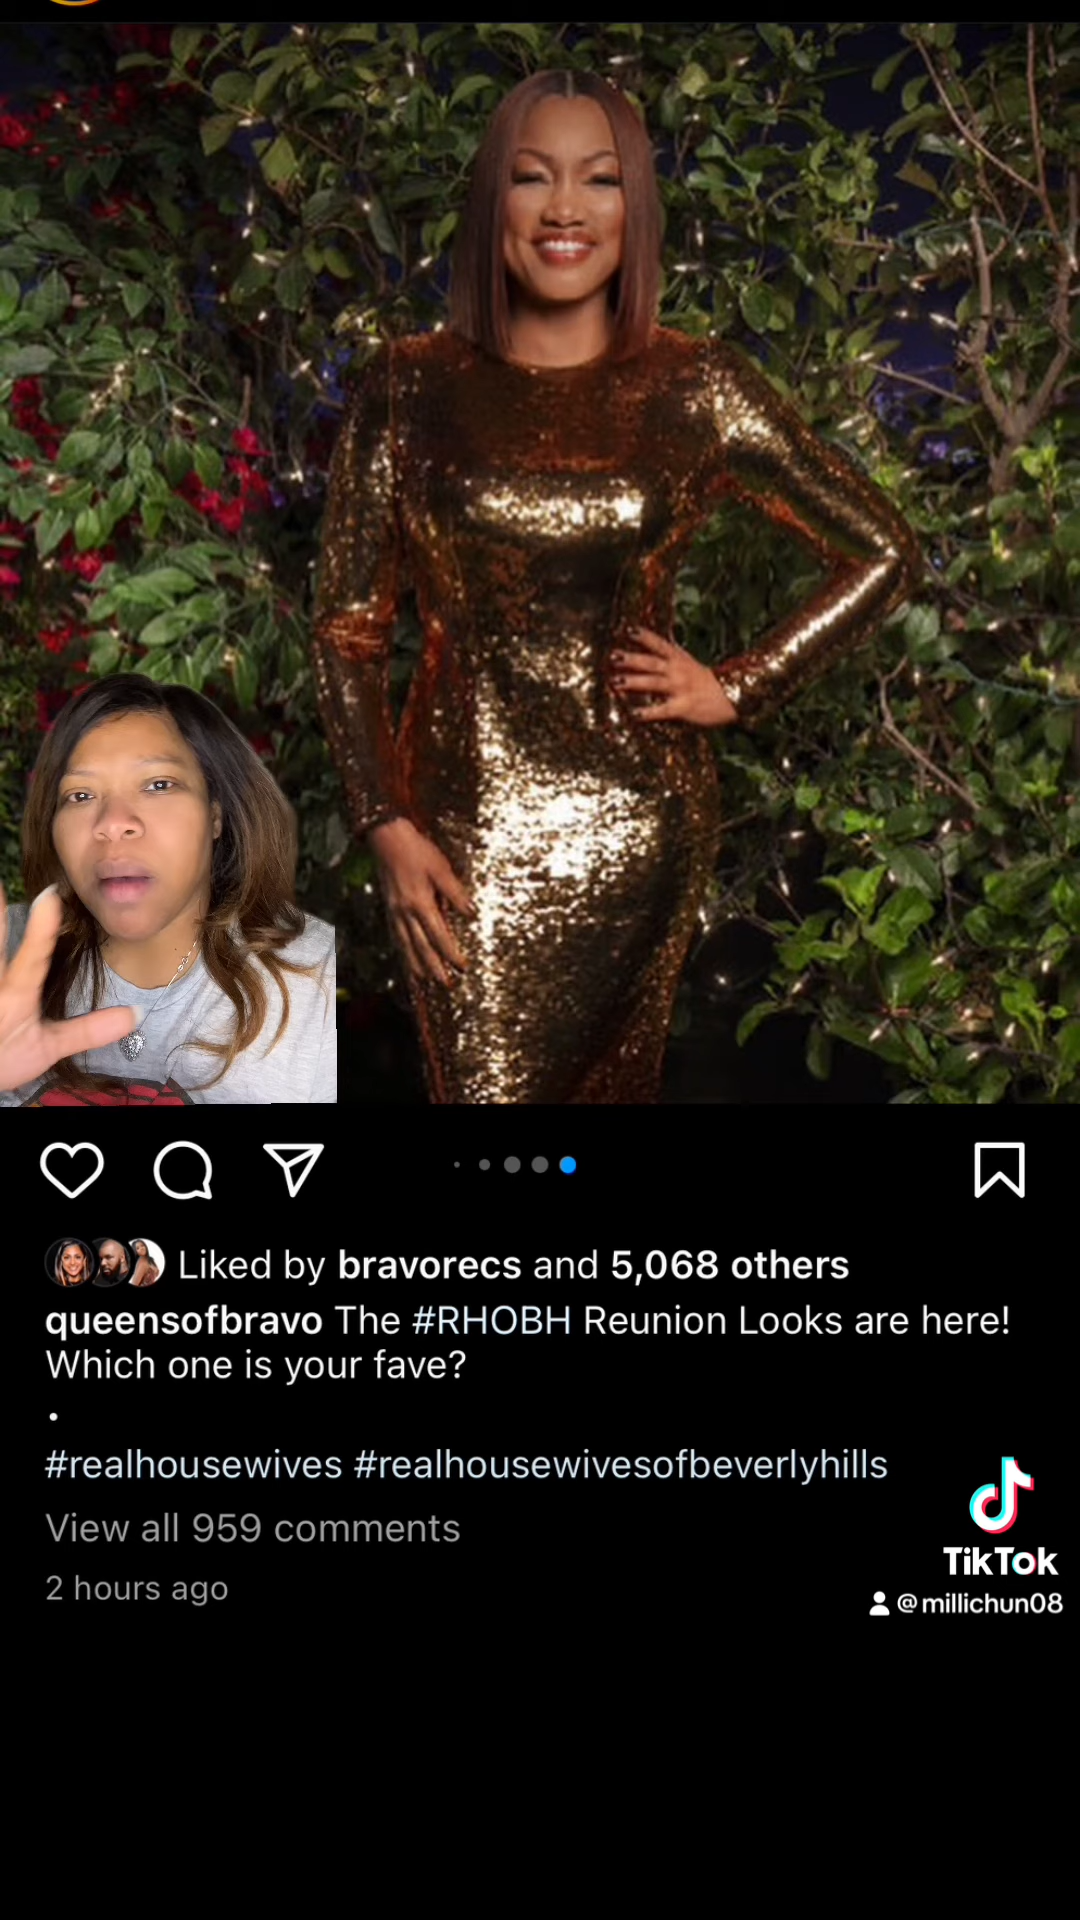 Liked by bravorecs and 5,068 others
queensofbravo The #RHOBH Reunion Looks are here!
Which one is your fave?
.
#realhousewives #realhousewivesofbeverlyhills
View all 959 comments
2 hours ago
TikTok
@millichun08